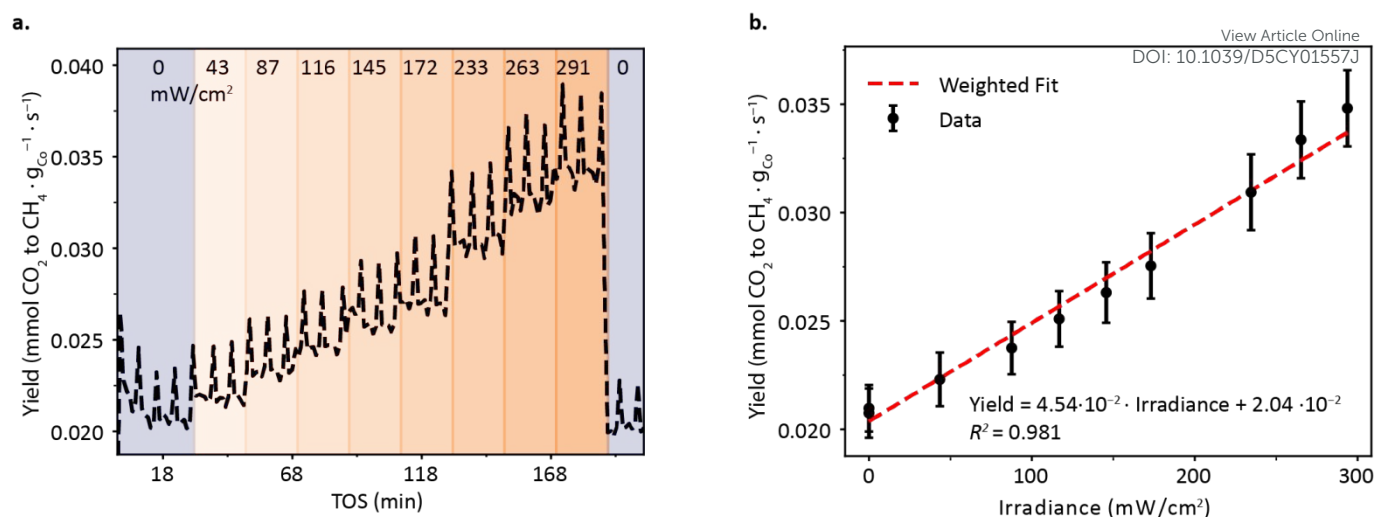 a.
0 43 87 116 145 172 233 263 291 0
mW/cm²
0.040
0.035
0.030
0.025
0.020
Yield (mmol CO₂ to CH₄ · g_Co⁻¹ · s⁻¹)
18 68 118 168
TOS (min)
b.
View Article Online
DOI: 10.1039/D5CY01557J
Weighted Fit
Data
0.035
0.030
0.025
0.020
Yield (mmol CO₂ to CH₄ · g_Co⁻¹ · s⁻¹)
Yield = 4.54·10⁻² · Irradiance + 2.04 ·10⁻²
R² = 0.981
0 100 200 300
Irradiance (mW/cm²)